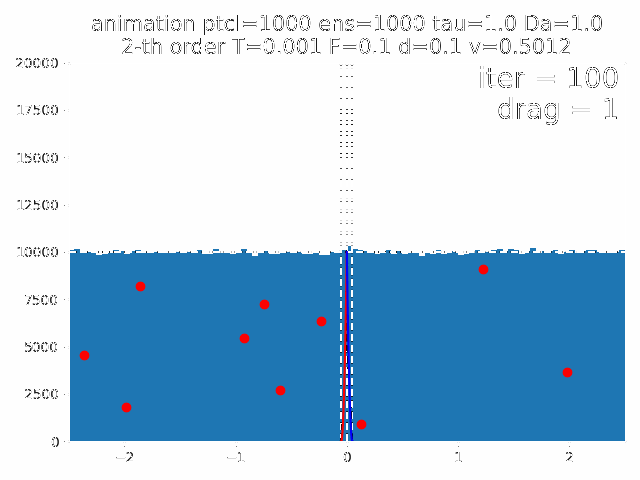 animation ptcl=1000 ens=1000 tau=1.0 Da=1.0
2-th order T=0.001 F=0.1 d=0.1 v=0.5012
iter = 100
drag = 1
20000
17500
15000
12500
10000
7500
5000
2500
0
−2 −1 0 1 2